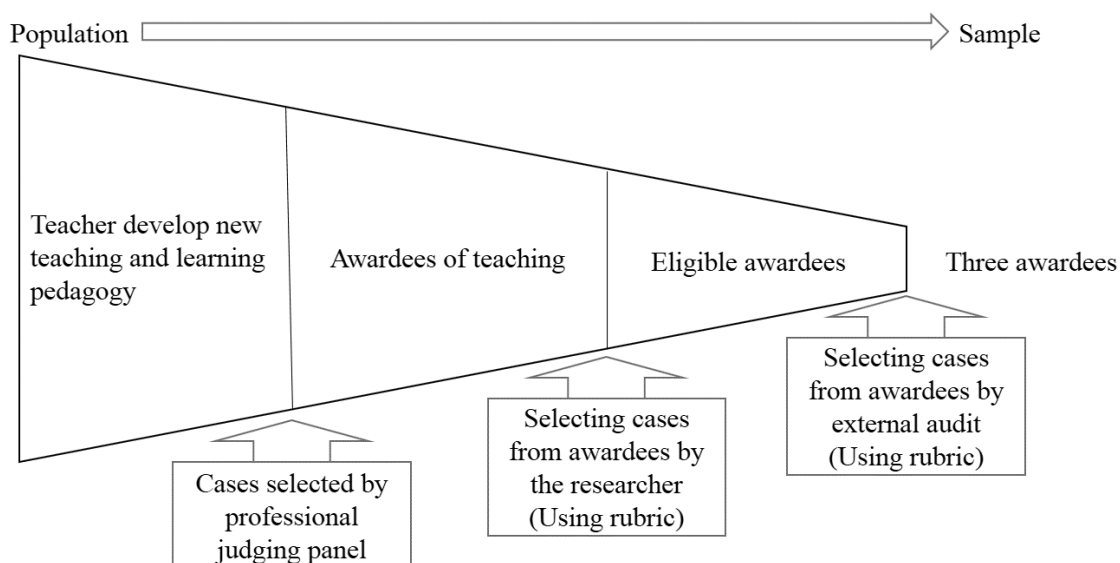 Population
Sample
Teacher develop new
teaching and learning
pedagogy
Awardees of teaching
Eligible awardees
Three awardees
Cases selected by
professional
judging panel
Selecting cases
from awardees by
the researcher
(Using rubric)
Selecting cases
from awardees by
external audit
(Using rubric)